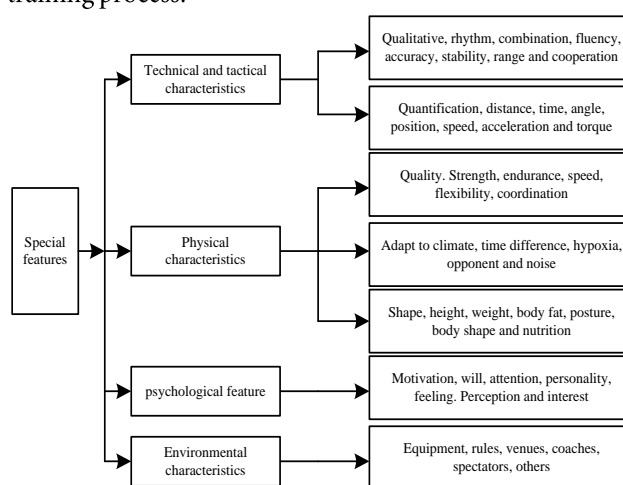 training process.
Qualitative, rhythm, combination, fluency,
accuracy, stability, range and cooperation
Technical and tactical
characteristics
Quantification, distance, time, angle,
position, speed, acceleration and torque
Quality. Strength, endurance, speed,
flexibility, coordination
Special
features
Physical
characteristics
Adapt to climate, time difference, hypoxia,
opponent and noise
Shape, height, weight, body fat, posture,
body shape and nutrition
psychological feature
Motivation, will, attention, personality,
feeling. Perception and interest
Environmental
characteristics
Equipment, rules, venues, coaches,
spectators, others